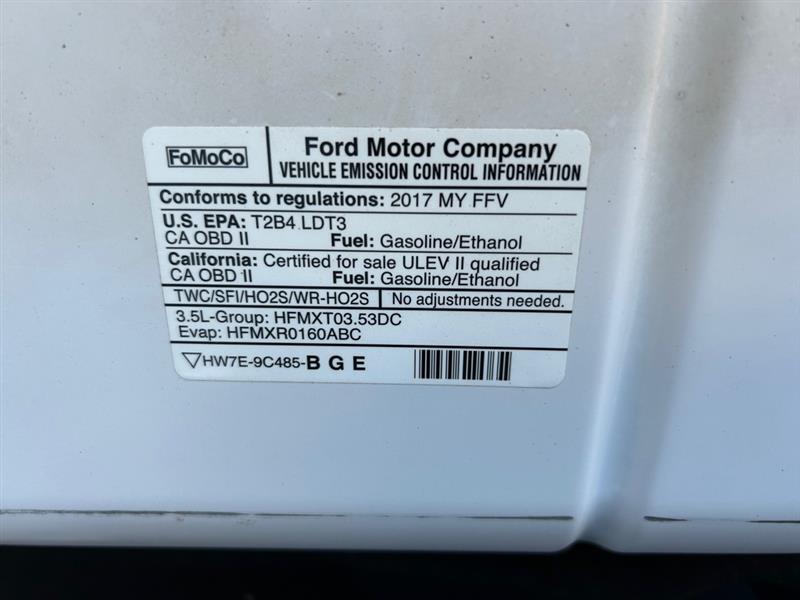 FoMoCo
Ford Motor Company
VEHICLE EMISSION CONTROL INFORMATION
Conforms to regulations: 2017 MY FFV
U.S. EPA: T2B4 LDT3
CA OBD II Fuel: Gasoline/Ethanol
California: Certified for sale ULEV II qualified
CA OBD II Fuel: Gasoline/Ethanol
TWC/SFI/HO2S/WR-HO2S No adjustments needed.
3.5L-Group: HFMXT03.53DC
Evap: HFMXR0160ABC
▽HW7E-9C485-B G E